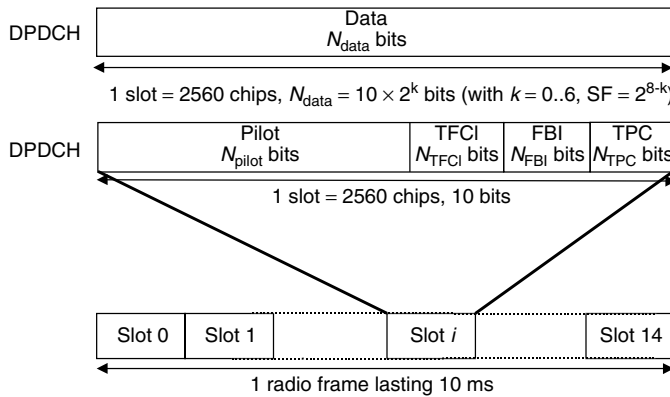 DPDCH
Data
N_data bits
1 slot = 2560 chips, N_data = 10 × 2^k bits (with k = 0..6, SF = 2^{8-k})
DPDCH
Pilot
N_pilot bits
TFCI
N_TFCI bits
FBI
N_FBI bits
TPC
N_TPC bits
1 slot = 2560 chips, 10 bits
Slot 0
Slot 1
Slot i
Slot 14
1 radio frame lasting 10 ms